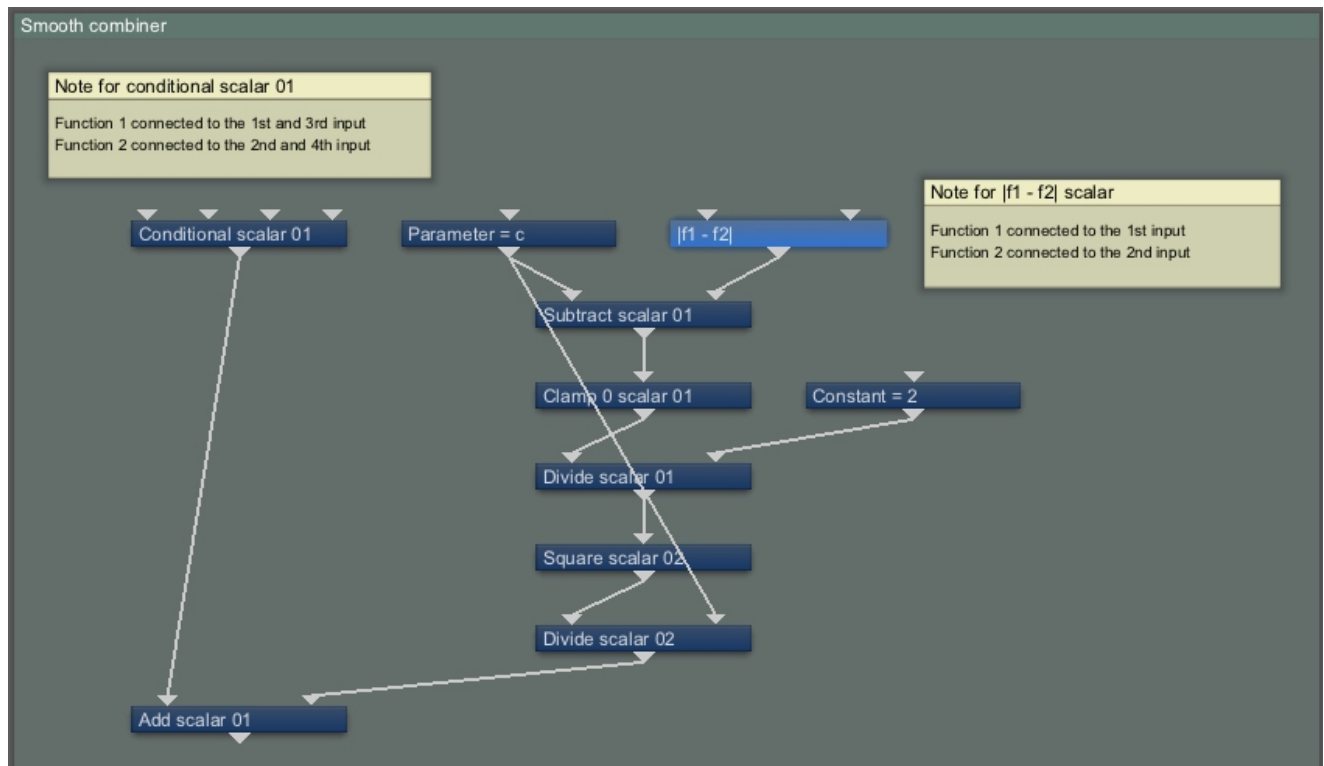 Smooth combiner
Note for conditional scalar 01
Function 1 connected to the 1st and 3rd input
Function 2 connected to the 2nd and 4th input
Note for |f1 - f2| scalar
Function 1 connected to the 1st input
Function 2 connected to the 2nd input
Conditional scalar 01
Parameter = c
|f1 - f2|
Subtract scalar 01
Clamp 0 scalar 01
Constant = 2
Divide scalar 01
Square scalar 02
Divide scalar 02
Add scalar 01